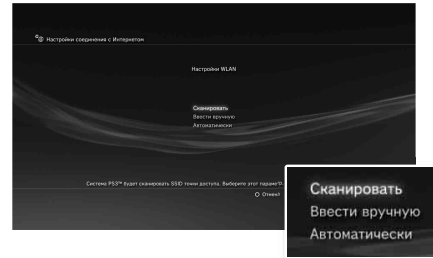 Настройки соединения с Интернетом
Настройки WLAN
Сканировать
Ввести вручную
Автоматически
Система PS3™ будет сканировать SSID точки доступа. Выберите этот
Отмена
Сканировать
Ввести вручную
Автоматически